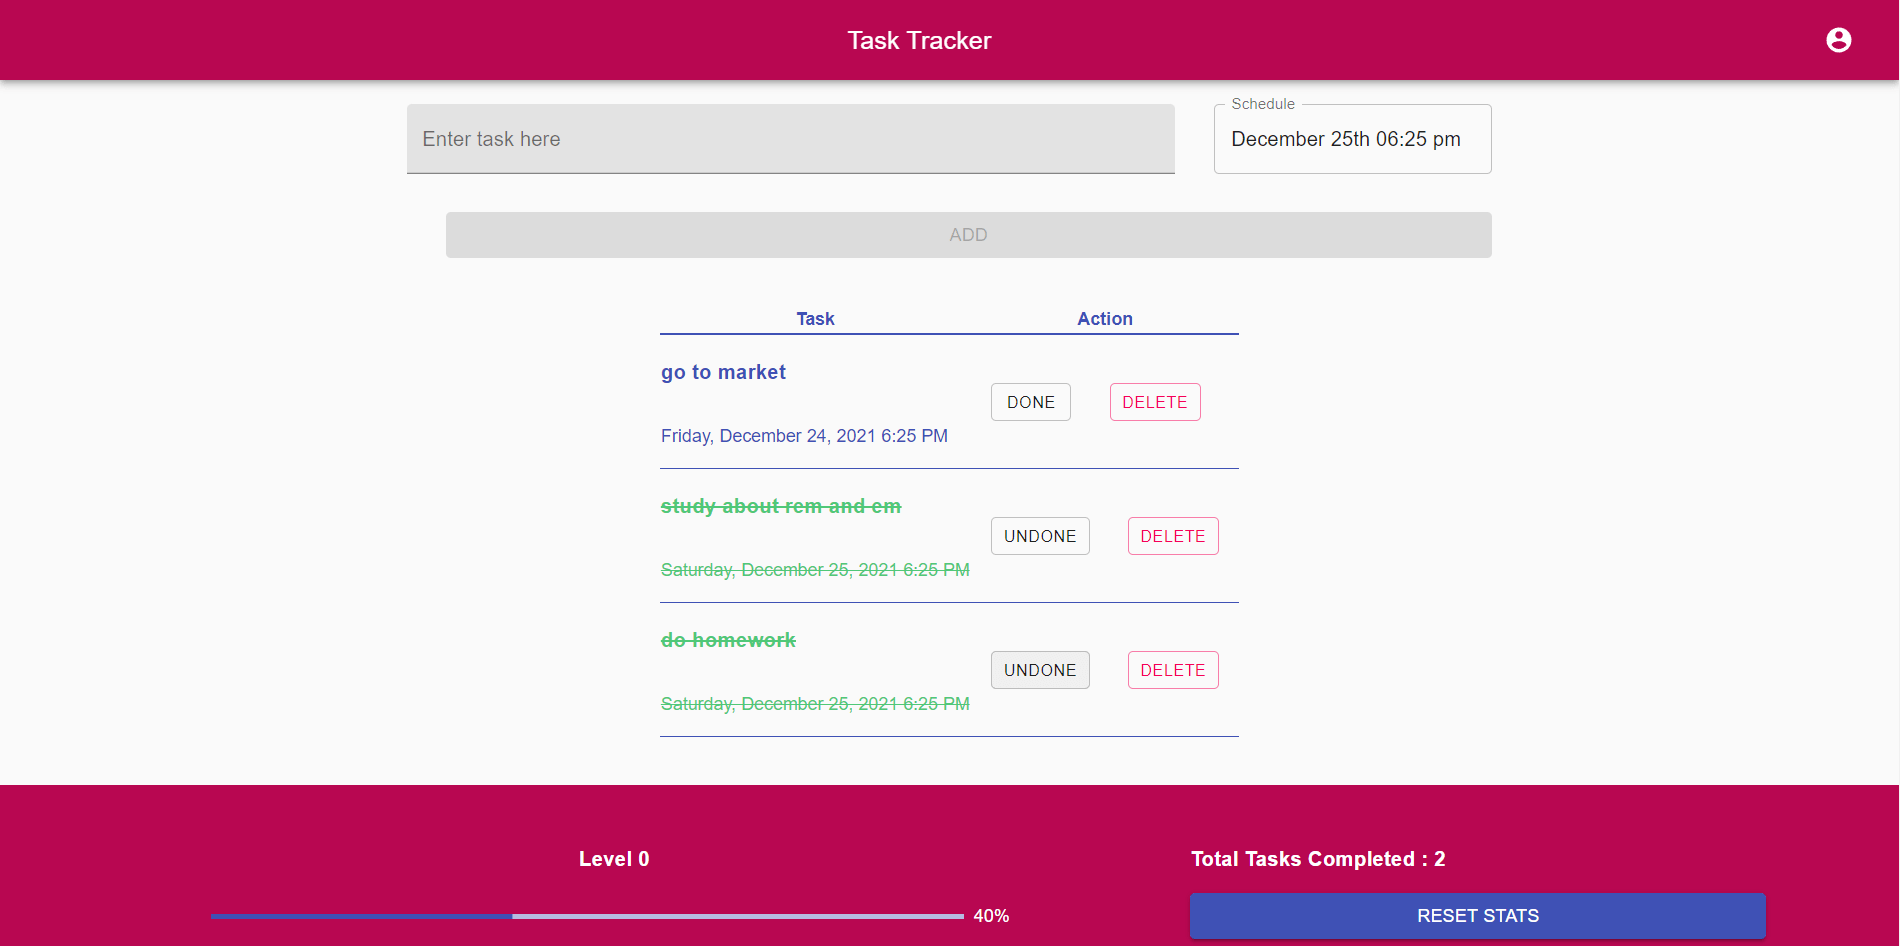 Task Tracker
Schedule
Enter task here
December 25th 06:25 pm
ADD
Task Action
go to market
DONE DELETE
Friday, December 24, 2021 6:25 PM
study about rem and em
UNDONE DELETE
Saturday, December 25, 2021 6:25 PM
do homework
UNDONE DELETE
Saturday, December 25, 2021 6:25 PM
Level 0
Total Tasks Completed : 2
40%
RESET STATS